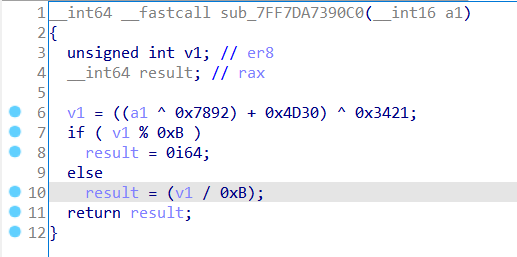 1 __int64 __fastcall sub_7FF7DA7390C0(__int16 a1)
2 {
3 unsigned int v1; // er8
4 __int64 result; // rax
5
6 v1 = ((a1 ^ 0x7892) + 0x4D30) ^ 0x3421;
7 if ( v1 % 0xB )
8 result = 0i64;
9 else
10 result = (v1 / 0xB);
11 return result;
12 }